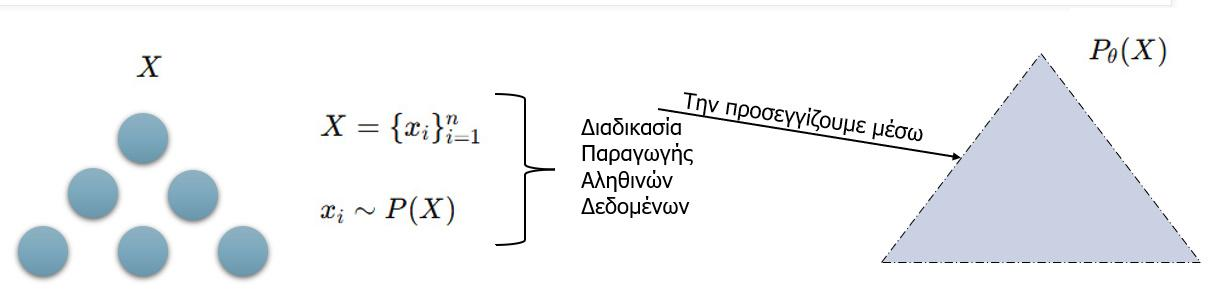 X
X = {x_i}_{i=1}^n
x_i ∼ P(X)
Διαδικασία
Παραγωγής
Αληθινών
Δεδομένων
Την προσεγγίζουμε μέσω
P_θ(X)